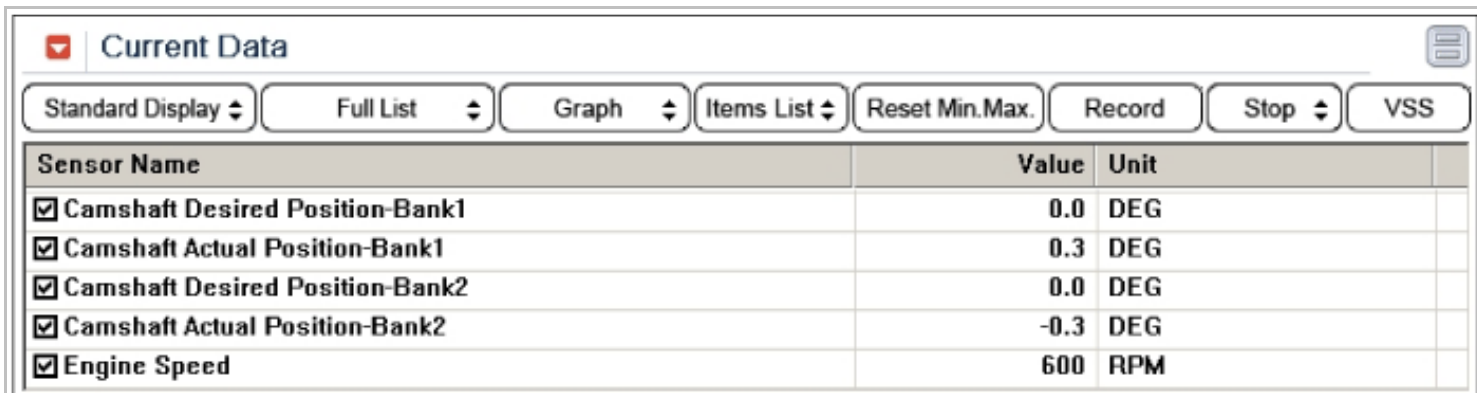 Current Data
Standard Display Full List Graph Items List Reset Min.Max. Record Stop VSS
Sensor Name Value Unit
Camshaft Desired Position-Bank1 0.0 DEG
Camshaft Actual Position-Bank1 0.3 DEG
Camshaft Desired Position-Bank2 0.0 DEG
Camshaft Actual Position-Bank2 -0.3 DEG
Engine Speed 600 RPM